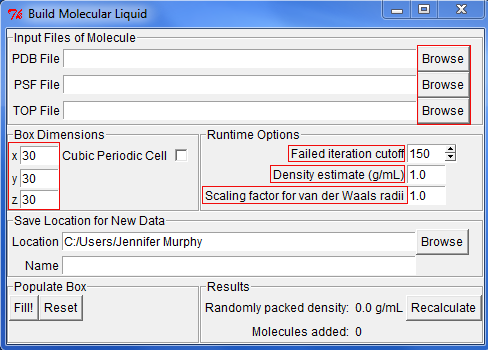 Build Molecular Liquid
Input Files of Molecule
PDB File Browse
PSF File Browse
TOP File Browse
Box Dimensions
x 30 Cubic Periodic Cell
y 30
z 30
Runtime Options
Failed iteration cutoff 150
Density estimate (g/mL) 1.0
Scaling factor for van der Waals radii 1.0
Save Location for New Data
Location C:/Users/Jennifer Murphy Browse
Name
Populate Box
Fill! Reset
Results
Randomly packed density: 0.0 g/mL Recalculate
Molecules added: 0